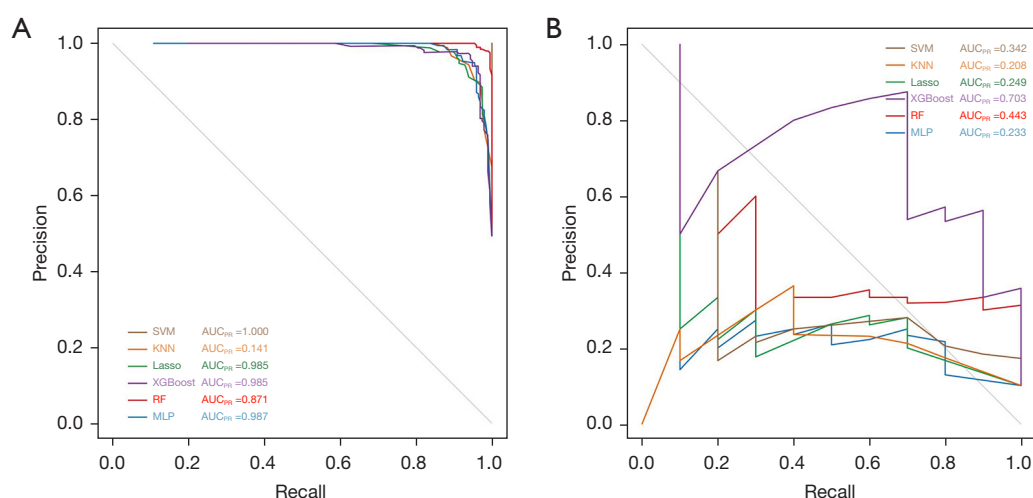 A
Precision
1.0
0.8
0.6
0.4
0.2
0.0
SVM AUCPR =1.000
KNN AUCPR =0.141
Lasso AUCPR =0.985
XGBoost AUCPR =0.985
RF AUCPR =0.871
MLP AUCPR =0.987
0.0 0.2 0.4 0.6 0.8 1.0
Recall
B
Precision
1.0
0.8
0.6
0.4
0.2
0.0
SVM AUCPR =0.342
KNN AUCPR =0.208
Lasso AUCPR =0.249
XGBoost AUCPR =0.703
RF AUCPR =0.443
MLP AUCPR =0.233
0.0 0.2 0.4 0.6 0.8 1.0
Recall